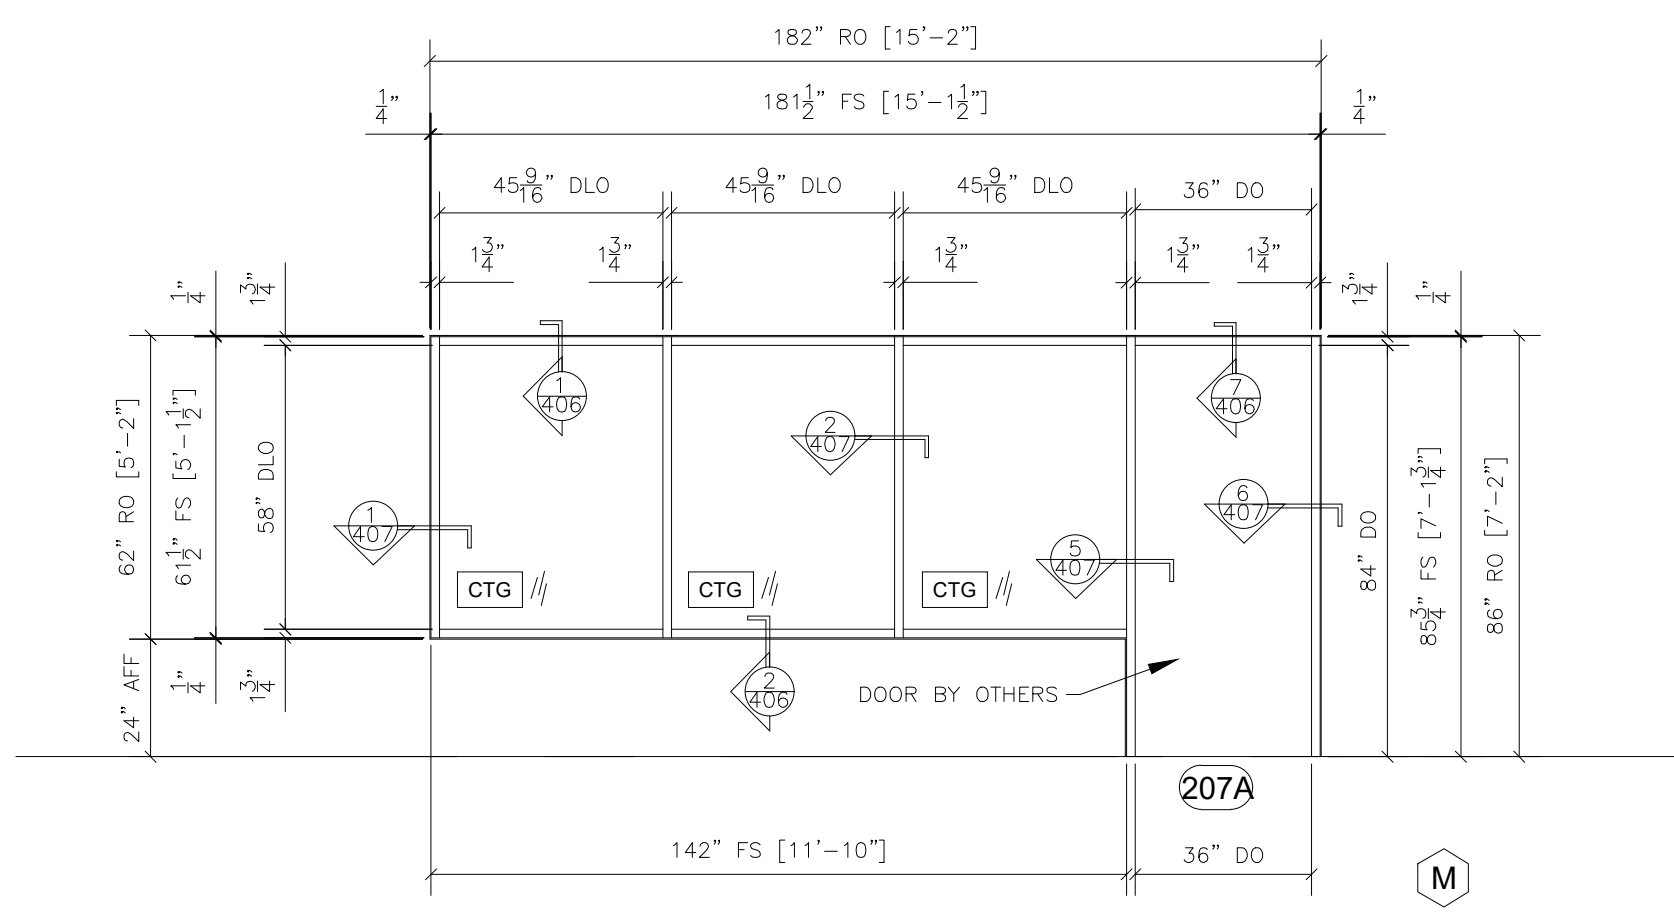 182" RO [15'-2"]
1/4" 181 1/2" FS [15'-1 1/2"] 1/4"
45 9/16" DLO 45 9/16" DLO 45 9/16" DLO 36" DO
1 3/4" 1 3/4" 1 3/4" 1 3/4" 1 3/4"
1/4" 1 3/4" 1 3/4" 1/4"
62" RO [5'-2"]
61 1/2" FS [5'-1 1/2"]
58" DLO
1
406
7
406
2
407
1
407
6
407
5
407
84" DO
85 3/4" FS [7'-1 3/4"]
86" RO [7'-2"]
CTG CTG CTG
24" AFF
1/4" 1 3/4"
2
406
DOOR BY OTHERS
207A
142" FS [11'-10"] 36" DO
M